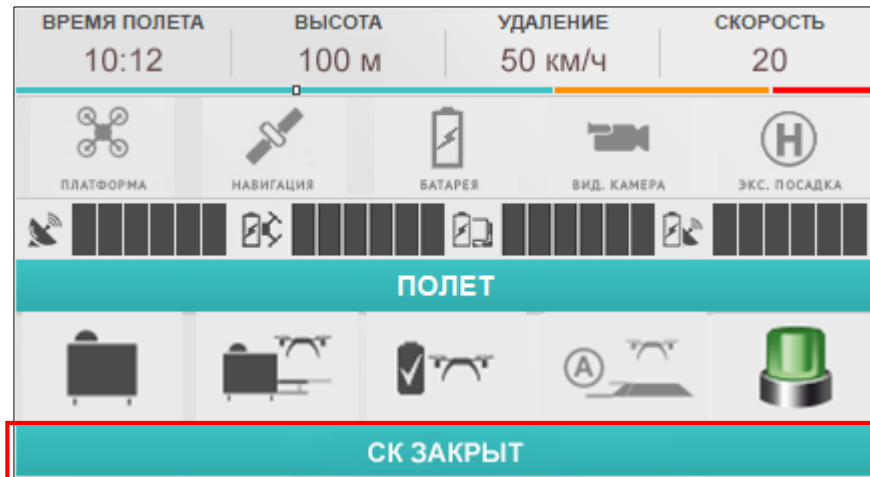 ВРЕМЯ ПОЛЕТА ВЫСОТА УДАЛЕНИЕ СКОРОСТЬ
10:12 100 м 50 км/ч 20
ПЛАТФОРМА НАВИГАЦИЯ БАТАРЕЯ ВИД. КАМЕРА ЭКС. ПОСАДКА
ПОЛЕТ
СК ЗАКРЫТ